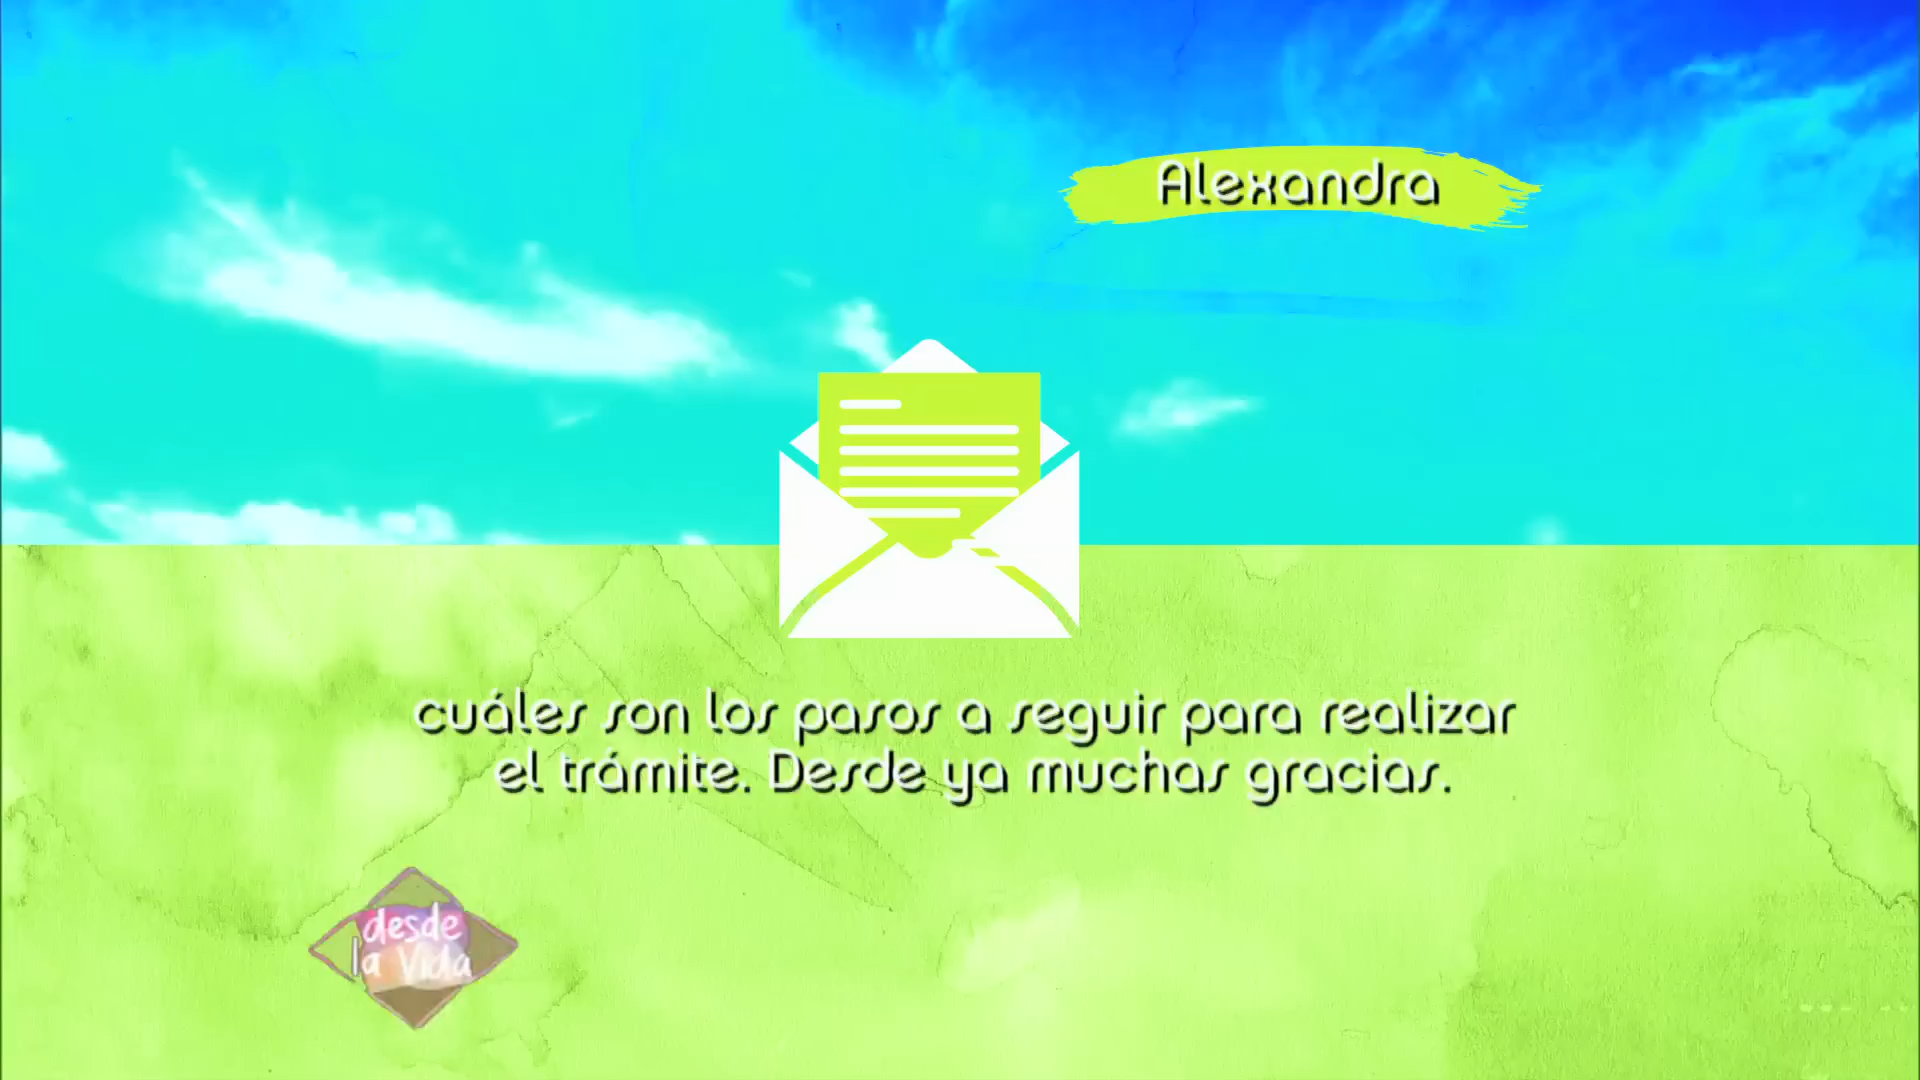 Alexandra
cuáles son los pasos a seguir para realizar
el trámite. Desde ya muchas gracias.
desde
la Vida